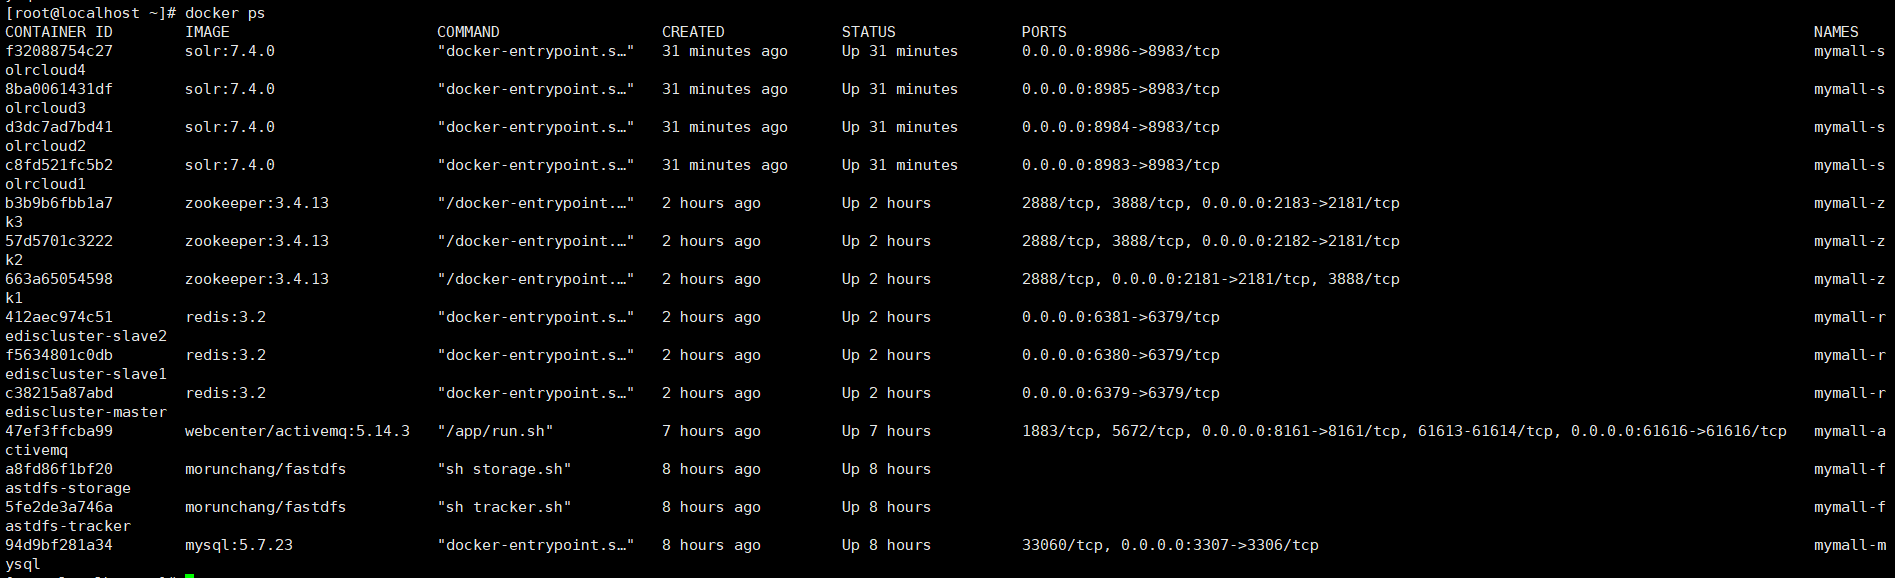 [root@localhost ~]# docker ps
CONTAINER ID        IMAGE                       COMMAND                  CREATED             STATUS              PORTS                                                                                  NAMES
f32088754c27        solr:7.4.0                  "docker-entrypoint.s…"   31 minutes ago      Up 31 minutes       0.0.0.0:8986->8983/tcp                                                                 mymall-s
olrcloud4
8ba0061431df        solr:7.4.0                  "docker-entrypoint.s…"   31 minutes ago      Up 31 minutes       0.0.0.0:8985->8983/tcp                                                                 mymall-s
olrcloud3
d3dc7ad7bd41        solr:7.4.0                  "docker-entrypoint.s…"   31 minutes ago      Up 31 minutes       0.0.0.0:8984->8983/tcp                                                                 mymall-s
olrcloud2
c8fd521fc5b2        solr:7.4.0                  "docker-entrypoint.s…"   31 minutes ago      Up 31 minutes       0.0.0.0:8983->8983/tcp                                                                 mymall-s
olrcloud1
b3b9b6fbb1a7        zookeeper:3.4.13            "/docker-entrypoint.…"   2 hours ago         Up 2 hours          2888/tcp, 3888/tcp, 0.0.0.0:2183->2181/tcp                                             mymall-z
k3
57d5701c3222        zookeeper:3.4.13            "/docker-entrypoint.…"   2 hours ago         Up 2 hours          2888/tcp, 3888/tcp, 0.0.0.0:2182->2181/tcp                                             mymall-z
k2
663a65054598        zookeeper:3.4.13            "/docker-entrypoint.…"   2 hours ago         Up 2 hours          2888/tcp, 0.0.0.0:2181->2181/tcp, 3888/tcp                                             mymall-z
k1
412aec974c51        redis:3.2                   "docker-entrypoint.s…"   2 hours ago         Up 2 hours          0.0.0.0:6381->6379/tcp                                                                 mymall-r
ediscluster-slave2
f5634801c0db        redis:3.2                   "docker-entrypoint.s…"   2 hours ago         Up 2 hours          0.0.0.0:6380->6379/tcp                                                                 mymall-r
ediscluster-slave1
c38215a87abd        redis:3.2                   "docker-entrypoint.s…"   2 hours ago         Up 2 hours          0.0.0.0:6379->6379/tcp                                                                 mymall-r
ediscluster-master
47ef3ffcba99        webcenter/activemq:5.14.3   "/app/run.sh"            7 hours ago         Up 7 hours          1883/tcp, 5672/tcp, 0.0.0.0:8161->8161/tcp, 61613-61614/tcp, 0.0.0.0:61616->61616/tcp   mymall-a
ctivemq
a8fd86f1bf20        morunchang/fastdfs          "sh storage.sh"          8 hours ago         Up 8 hours                                                                                                 mymall-f
astdfs-storage
5fe2de3a746a        morunchang/fastdfs          "sh tracker.sh"          8 hours ago         Up 8 hours                                                                                                 mymall-f
astdfs-tracker
94d9bf281a34        mysql:5.7.23                "docker-entrypoint.s…"   8 hours ago         Up 8 hours          33060/tcp, 0.0.0.0:3307->3306/tcp                                                      mymall-m
ysql